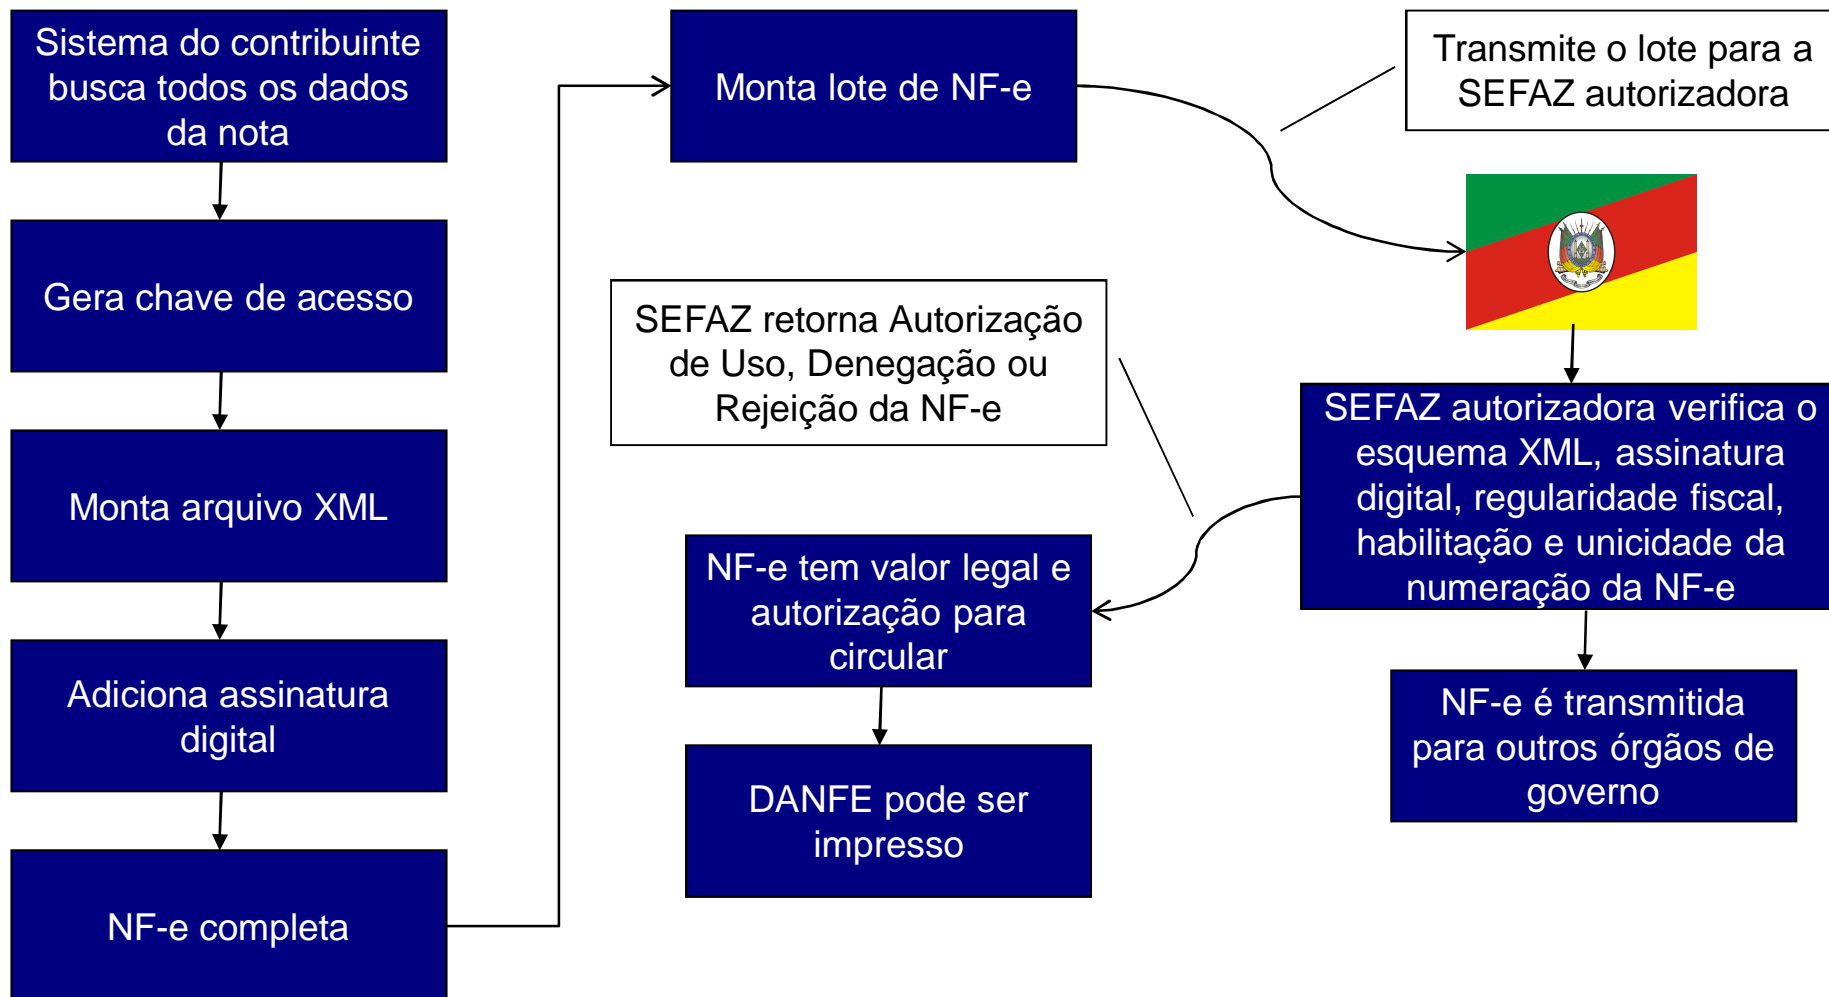 Sistema do contribuinte
busca todos os dados
da nota
Gera chave de acesso
Monta arquivo XML
Adiciona assinatura
digital
NF-e completa
Monta lote de NF-e
Transmite o lote para a
SEFAZ autorizadora
SEFAZ autorizadora verifica o
esquema XML, assinatura
digital, regularidade fiscal,
habilitação e unicidade da
numeração da NF-e
NF-e é transmitida
para outros órgãos de
governo
SEFAZ retorna Autorização
de Uso, Denegação ou
Rejeição da NF-e
NF-e tem valor legal e
autorização para
circular
DANFE pode ser
impresso